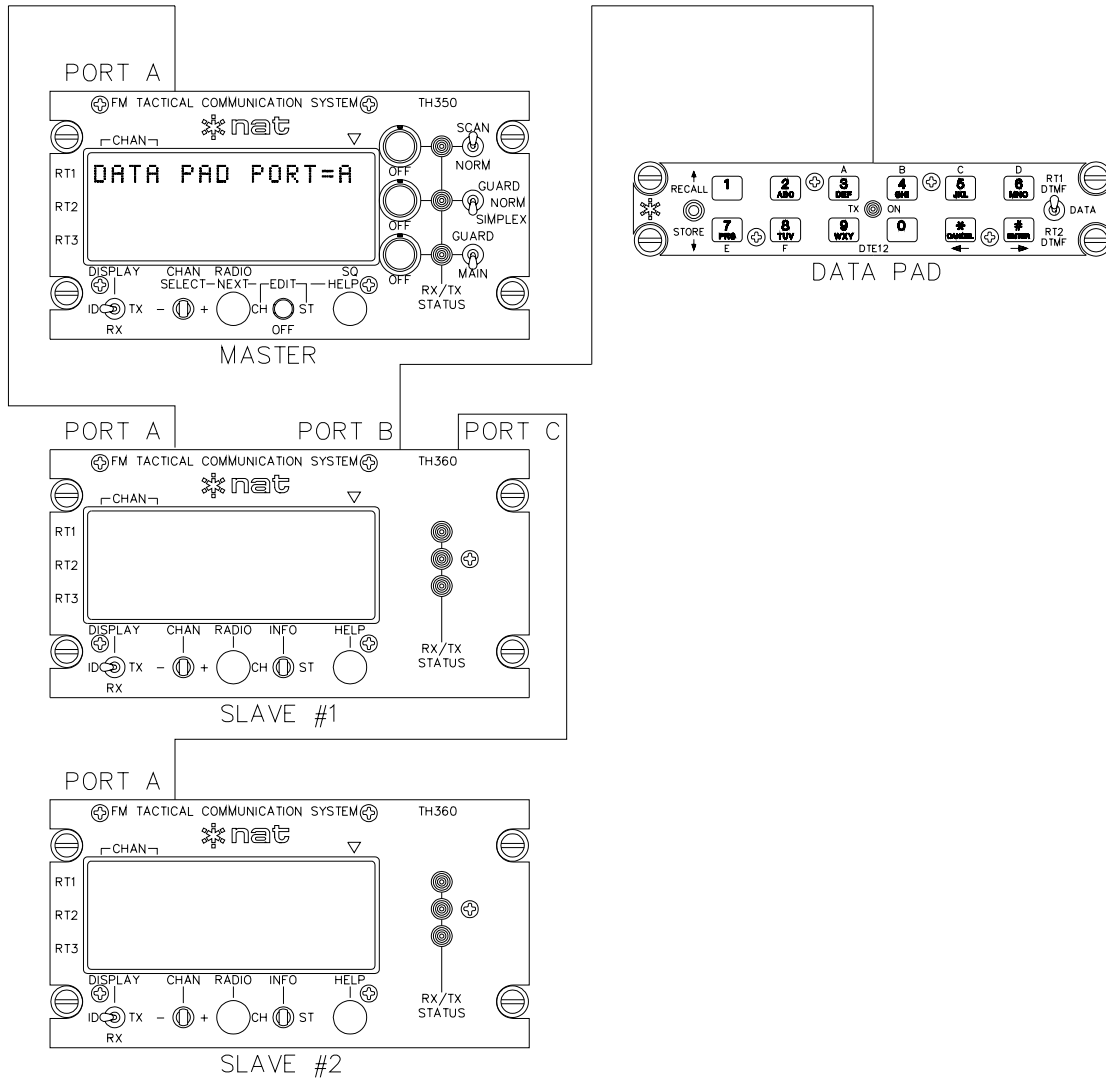 PORT A
FM TACTICAL COMMUNICATION SYSTEM TH350
nat
CHAN
RT1
RT2
RT3
DATA PAD PORT=A
OFF
OFF
OFF
SCAN
NORM
GUARD
NORM
SIMPLEX
GUARD
MAIN
RX/TX
STATUS
DISPLAY
ID TX
RX
CHAN
SELECT
- +
RADIO
NEXT
EDIT
CH ST
OFF
SQ
HELP
MASTER
RECALL
STORE
A B C D
1 2 3 4 5 6
ABC DEF GHI JKL MNO
TX ON
7 8 9 0 * #
PRS TUV WXY CANCEL ENTER
E F DTE12 ← →
RT1
DTMF
DATA
RT2
DTMF
DATA PAD
PORT A PORT B PORT C
FM TACTICAL COMMUNICATION SYSTEM TH360
nat
CHAN
RT1
RT2
RT3
DISPLAY CHAN RADIO INFO HELP
ID TX - + CH ST
RX
RX/TX
STATUS
SLAVE #1
PORT A
FM TACTICAL COMMUNICATION SYSTEM TH360
nat
CHAN
RT1
RT2
RT3
DISPLAY CHAN RADIO INFO HELP
ID TX - + CH ST
RX
RX/TX
STATUS
SLAVE #2